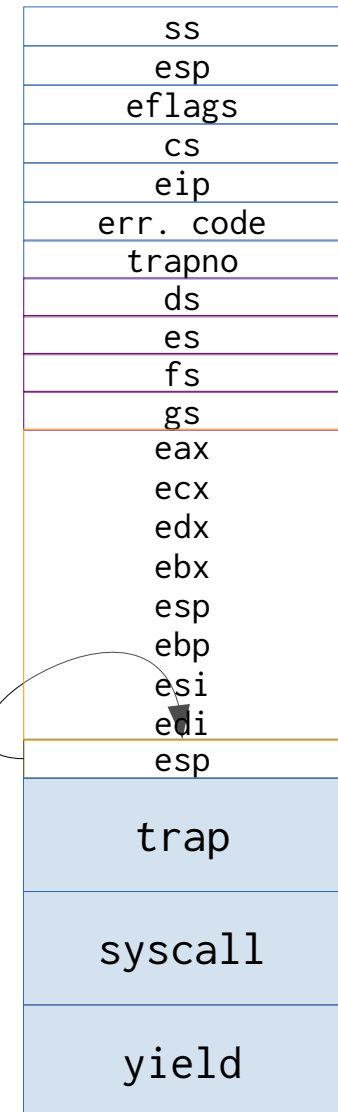 ss
esp
eflags
cs
eip
err. code
trapno
ds
es
fs
gs
eax
ecx
edx
ebx
esp
ebp
esi
edi
esp
trap
syscall
yield